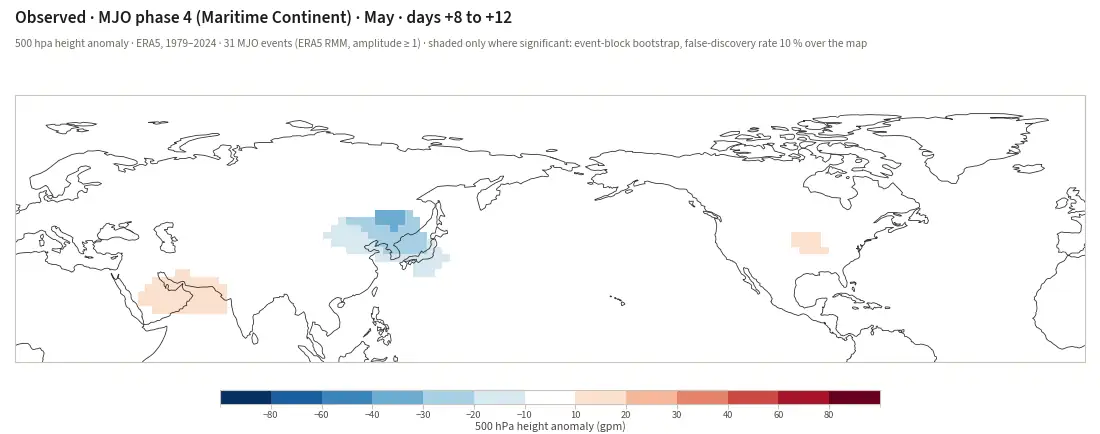 Observed · MJO phase 4 (Maritime Continent) · May · days +8 to +12
500 hpa height anomaly · ERA5, 1979–2024 · 31 MJO events (ERA5 RMM, amplitude ≥ 1) · shaded only where significant: event-block bootstrap, false-discovery rate 10 % over the map
−80 −60 −40 −30 −20 −10 10 20 30 40 60 80
500 hPa height anomaly (gpm)